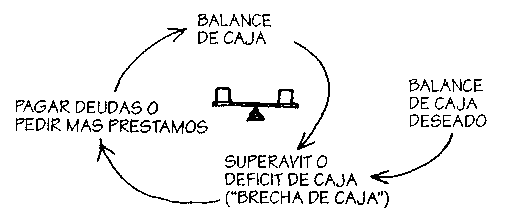 BALANCE
DE CAJA
BALANCE
DE CAJA
DESEADO
PAGAR DEUDAS O
PEDIR MAS PRESTAMOS
SUPERAVIT O
DEFICIT DE CAJA
("BRECHA DE CAJA")